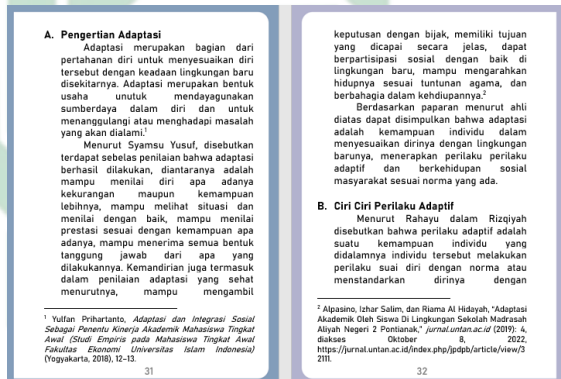 A. Pengertian Adaptasi
Adaptasi merupakan bagian dari
pertahanan diri untuk menyesuaikan diri
tersebut dengan keadaan lingkungan baru
disekitarnya. Adaptasi merupakan bentuk
usaha unutuk mendayagunakan
sumberdaya dalam diri dan untuk
menanggulangi atau menghadapi masalah
yang akan dialami.¹
Menurut Syamsu Yusuf, disebutkan
terdapat sebelas penilaian bahwa adaptasi
berhasil dilakukan, diantaranya adalah
mampu menilai diri apa adanya
kekurangan maupun kemampuan
lebihnya, mampu melihat situasi dan
menilai dengan baik, mampu menilai
prestasi sesuai dengan kemampuan apa
adanya, mampu menerima semua bentuk
tanggung jawab dari apa yang
dilakukannya. Kemandirian juga termasuk
dalam penilaian adaptasi yang sehat
menurutnya, mampu mengambil
¹ Yulfan Prihartanto, Adaptasi dan Integrasi Sosial
Sebagai Penentu Kinerja Akademik Mahasiswa Tingkat
Awal (Studi Empiris pada Mahasiswa Tingkat Awal
Fakultas Ekonomi Universitas Islam Indonesia)
(Yogyakarta, 2018), 12-13.
31
keputusan dengan bijak, memiliki tujuan
yang dicapai secara jelas, dapat
berpartisipasi sosial dengan baik di
lingkungan baru, mampu mengarahkan
hidupnya sesuai tuntunan agama, dan
berbahagia dalam kehdiupannya.²
Berdasarkan paparan menurut ahli
diatas dapat disimpulkan bahwa adaptasi
adalah kemampuan individu dalam
menyesuaikan dirinya dengan lingkungan
barunya, menerapkan perilaku perilaku
adaptif dan berkehidupan sosial
masyarakat sesuai norma yang ada.
B. Ciri Ciri Perilaku Adaptif
Menurut Rahayu dalam Rizqiyah
disebutkan bahwa perilaku adaptif adalah
suatu kemampuan individu yang
didalamnya individu tersebut melakukan
perilaku suai diri dengan norma atau
menstandarkan dirinya dengan
² Alpasino, Izhar Salim, dan Riama Al Hidayah, "Adaptasi
Akademik Oleh Siswa Di Lingkungan Sekolah Madrasah
Aliyah Negeri 2 Pontianak," jurnal.untan.ac.id (2019): 4,
diakses Oktober 8, 2022,
https://jurnal.untan.ac.id/index.php/jpdpb/article/view/3
2111.
32